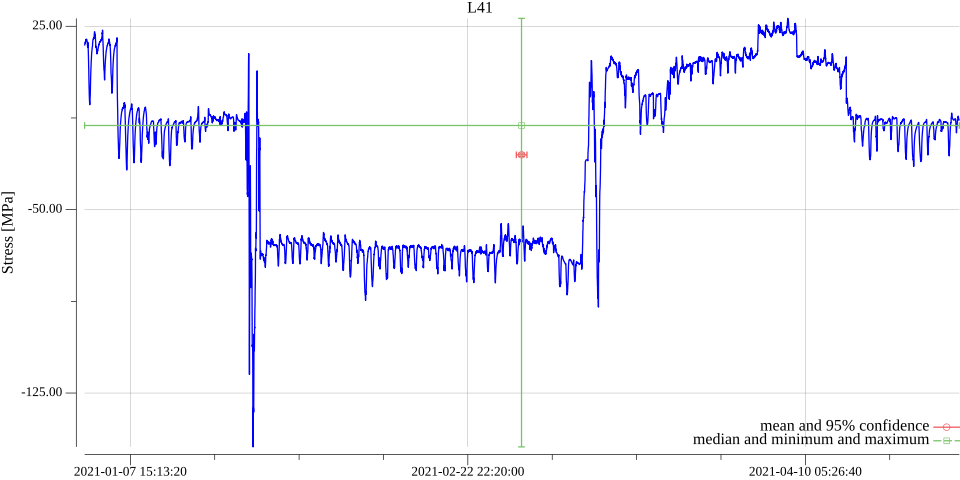 L41
25.00
-50.00
-125.00
Stress [MPa]
mean and 95% confidence
median and minimum and maximum
2021-01-07 15:13:20
2021-02-22 22:20:00
2021-04-10 05:26:40